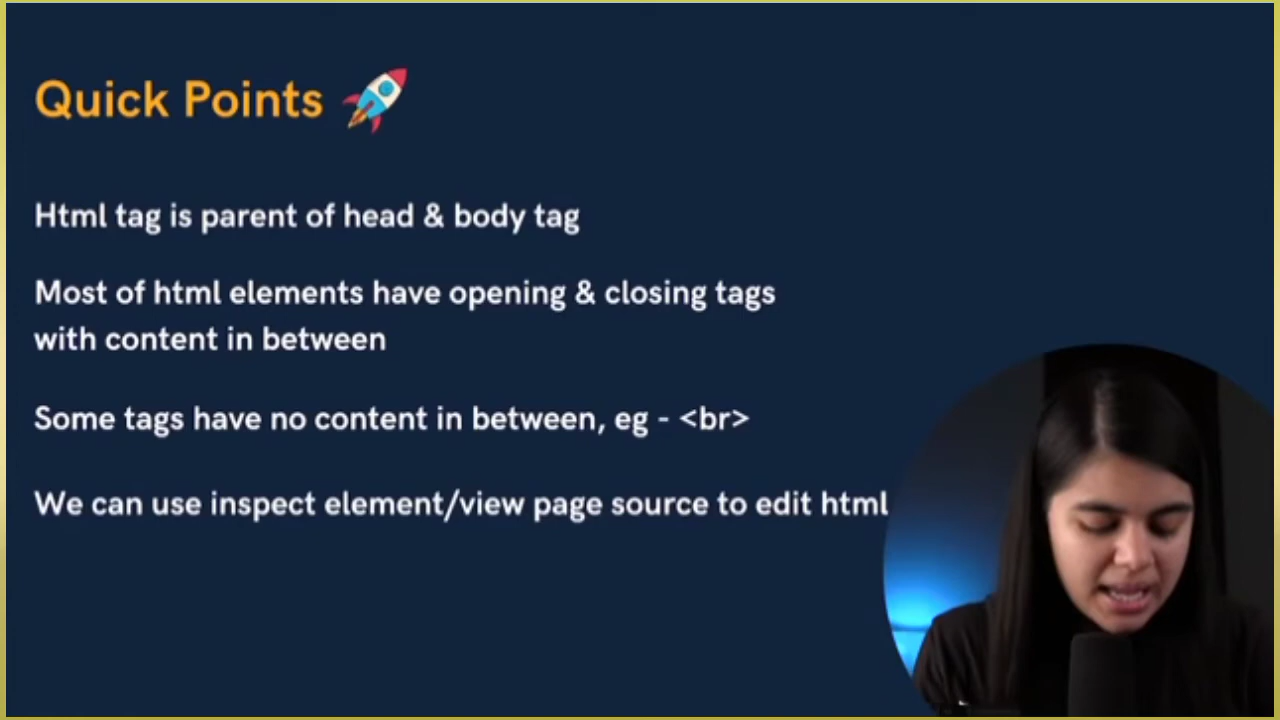 Quick Points 🚀
Html tag is parent of head & body tag
Most of html elements have opening & closing tags
with content in between
Some tags have no content in between, eg - <br>
We can use inspect element/view page source to edit html